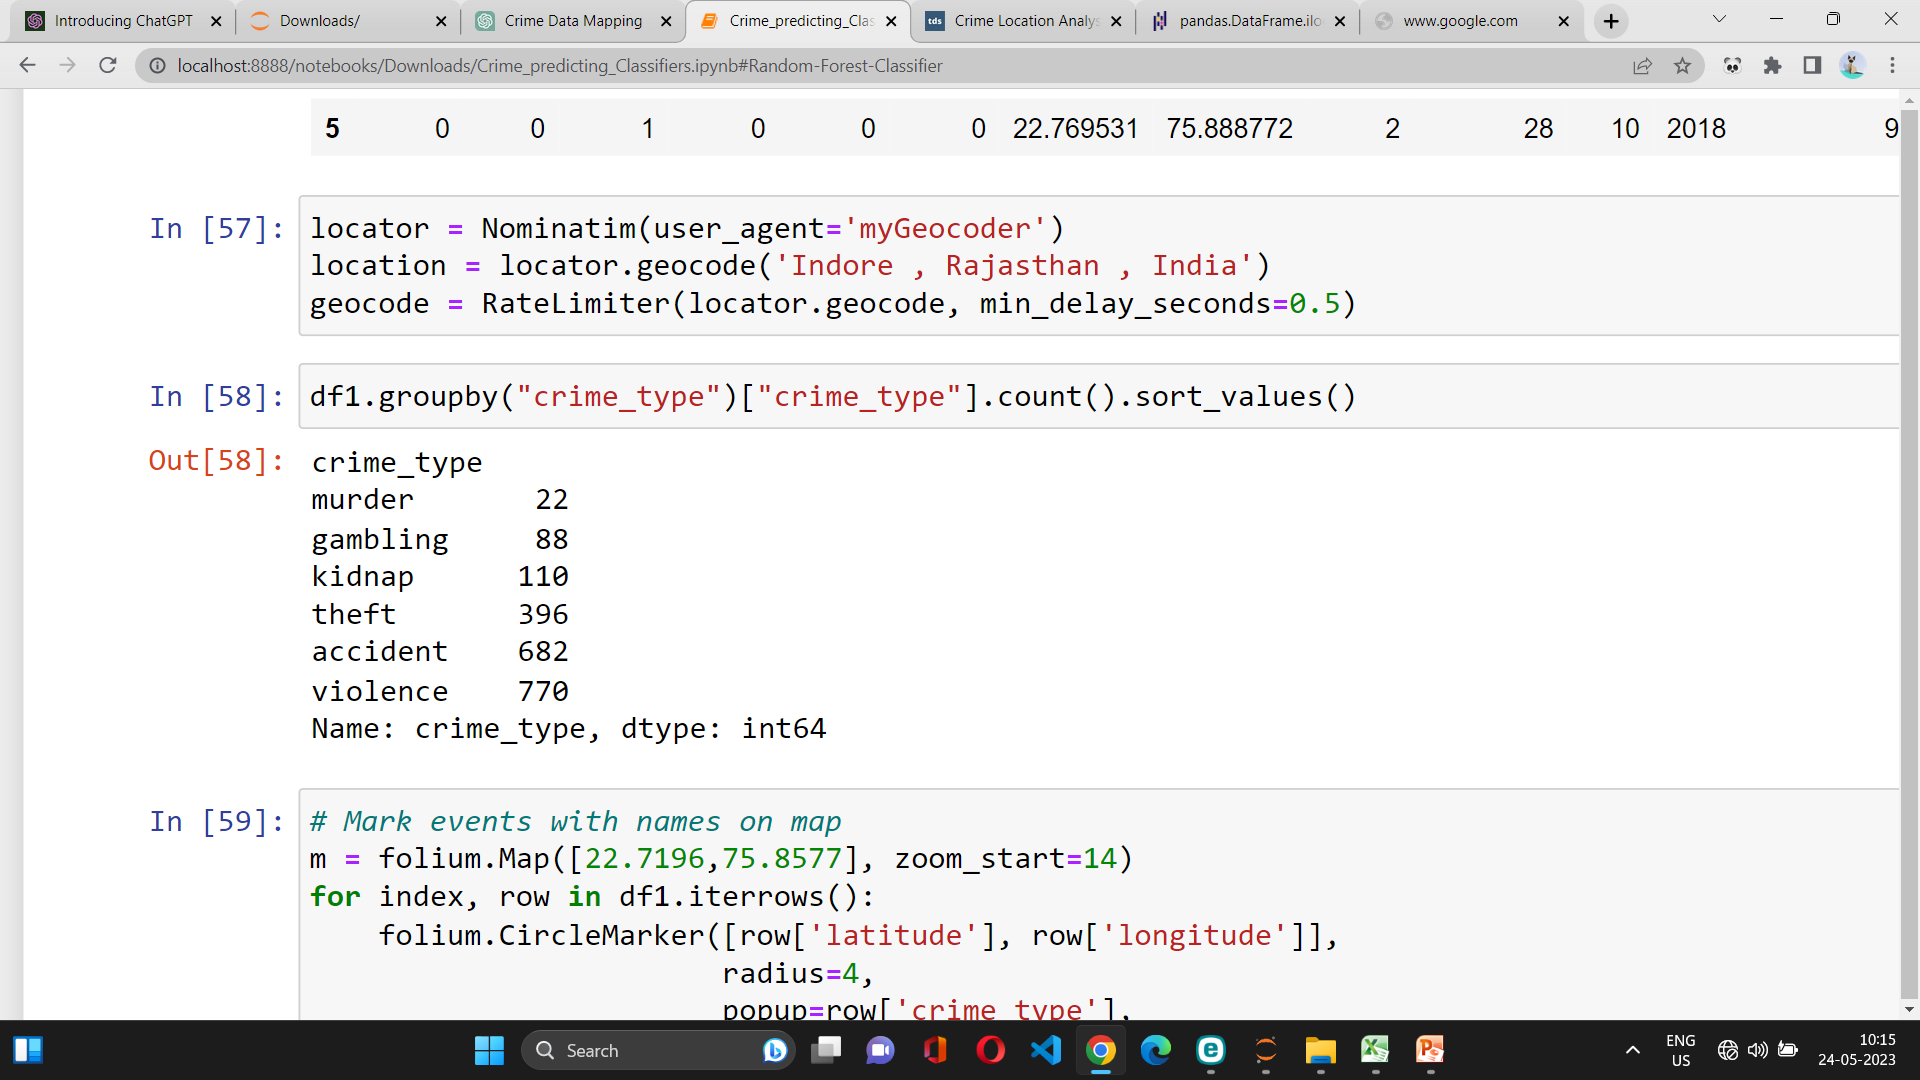 Introducing ChatGPT
Downloads/
Crime Data Mapping
Crime_predicting_Clas
Crime Location Analys
pandas.DataFrame.ilo
www.google.com
localhost:8888/notebooks/Downloads/Crime_predicting_Classifiers.ipynb#Random-Forest-Classifier
5 0 0 1 0 0 0 22.769531 75.888772 2 28 10 2018 9
In [57]: locator = Nominatim(user_agent='myGeocoder')
location = locator.geocode('Indore , Rajasthan , India')
geocode = RateLimiter(locator.geocode, min_delay_seconds=0.5)
In [58]: df1.groupby("crime_type")["crime_type"].count().sort_values()
Out[58]: crime_type
murder 22
gambling 88
kidnap 110
theft 396
accident 682
violence 770
Name: crime_type, dtype: int64
In [59]: # Mark events with names on map
m = folium.Map([22.7196,75.8577], zoom_start=14)
for index, row in df1.iterrows():
folium.CircleMarker([row['latitude'], row['longitude']],
radius=4,
popup=row['crime_type'],
Search
ENG
US
10:15
24-05-2023